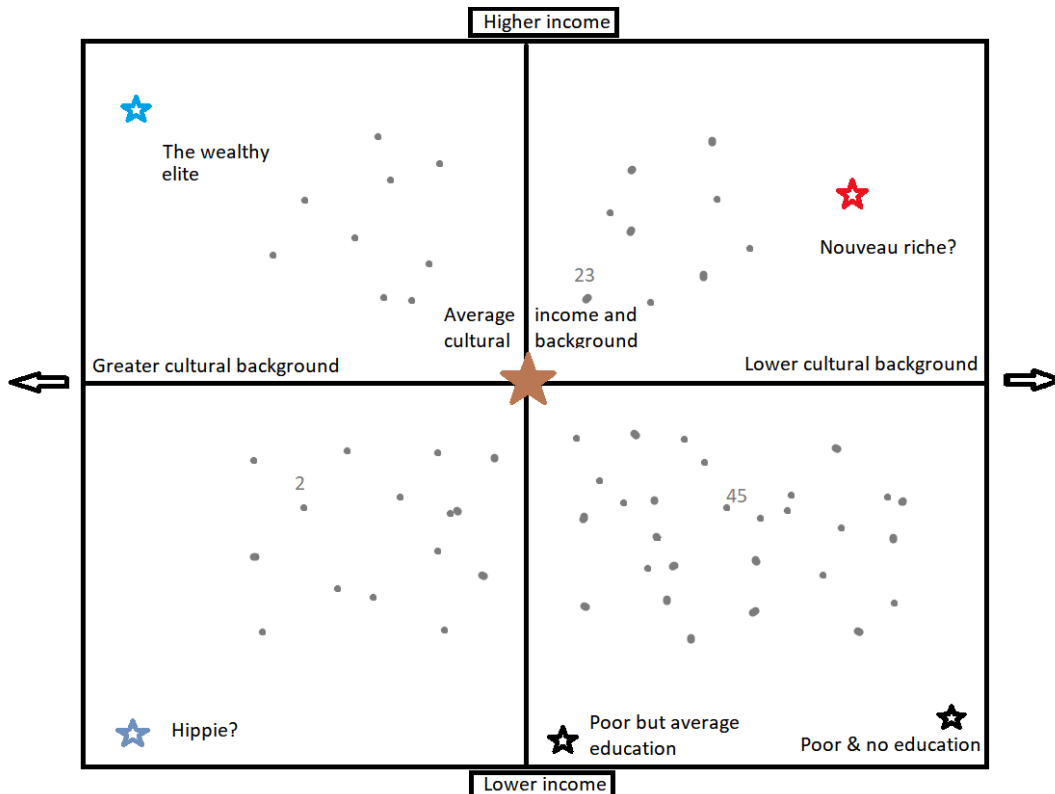 Higher income
The wealthy
elite
Nouveau riche?
23
Average income and
cultural background
Greater cultural background
Lower cultural background
2
45
Hippie?
Poor but average
education
Poor & no education
Lower income